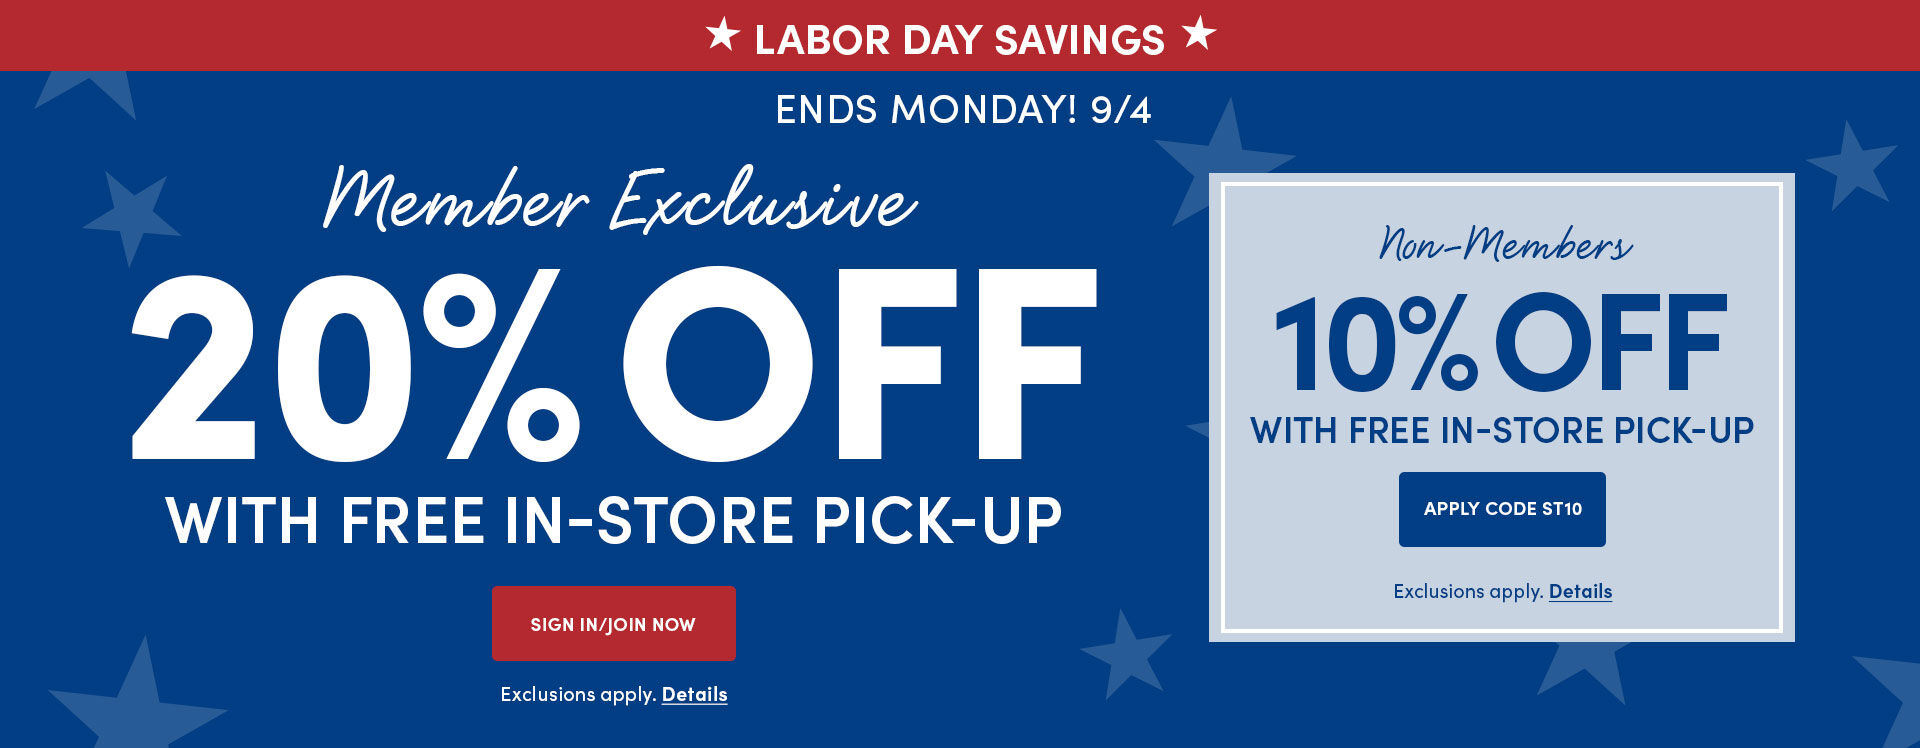 LABOR DAY SAVINGS
ENDS MONDAY! 9/4
Member Exclusive
20% OFF
WITH FREE IN-STORE PICK-UP
SIGN IN/JOIN NOW
Exclusions apply. Details
Non-Members
10% OFF
WITH FREE IN-STORE PICK-UP
APPLY CODE ST10
Exclusions apply. Details